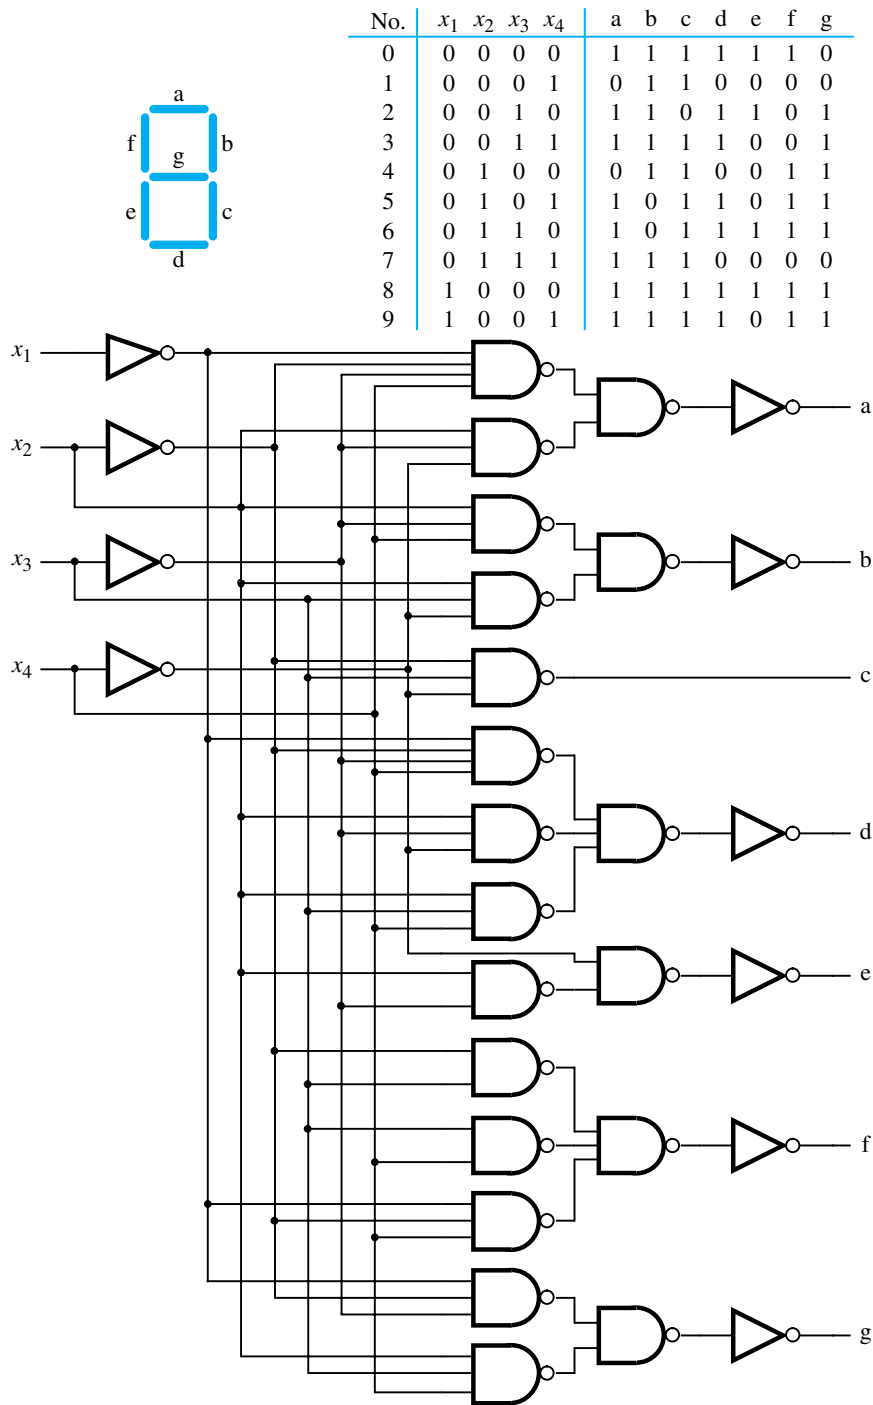 No. x1 x2 x3 x4 a b c d e f g
0 0 0 0 0 1 1 1 1 1 1 0
1 0 0 0 1 0 1 1 0 0 0 0
2 0 0 1 0 1 1 0 1 1 0 1
3 0 0 1 1 1 1 1 1 0 0 1
4 0 1 0 0 0 1 1 0 0 1 1
5 0 1 0 1 1 0 1 1 0 1 1
6 0 1 1 0 1 0 1 1 1 1 1
7 0 1 1 1 1 1 1 0 0 0 0
8 1 0 0 0 1 1 1 1 1 1 1
9 1 0 0 1 1 1 1 1 0 1 1
a
f b
g
e c
d
x1
a
x2
x3
b
x4
c
d
e
f
g